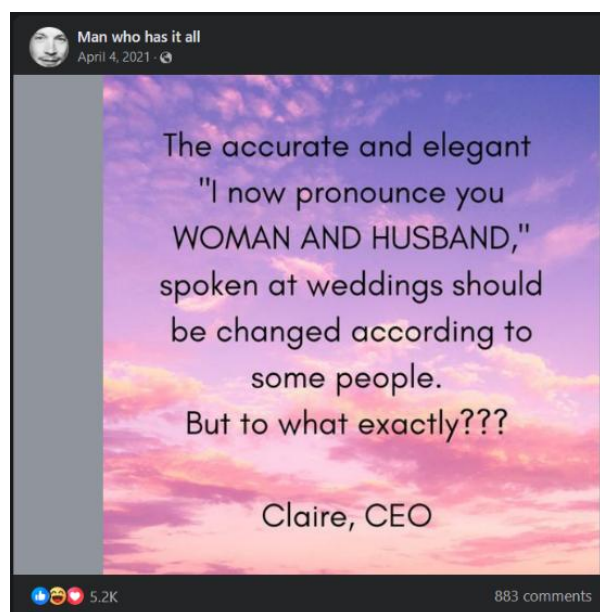 Man who has it all
April 4, 2021 ·
The accurate and elegant
"I now pronounce you
WOMAN AND HUSBAND,"
spoken at weddings should
be changed according to
some people.
But to what exactly???
Claire, CEO
5.2K
883 comments